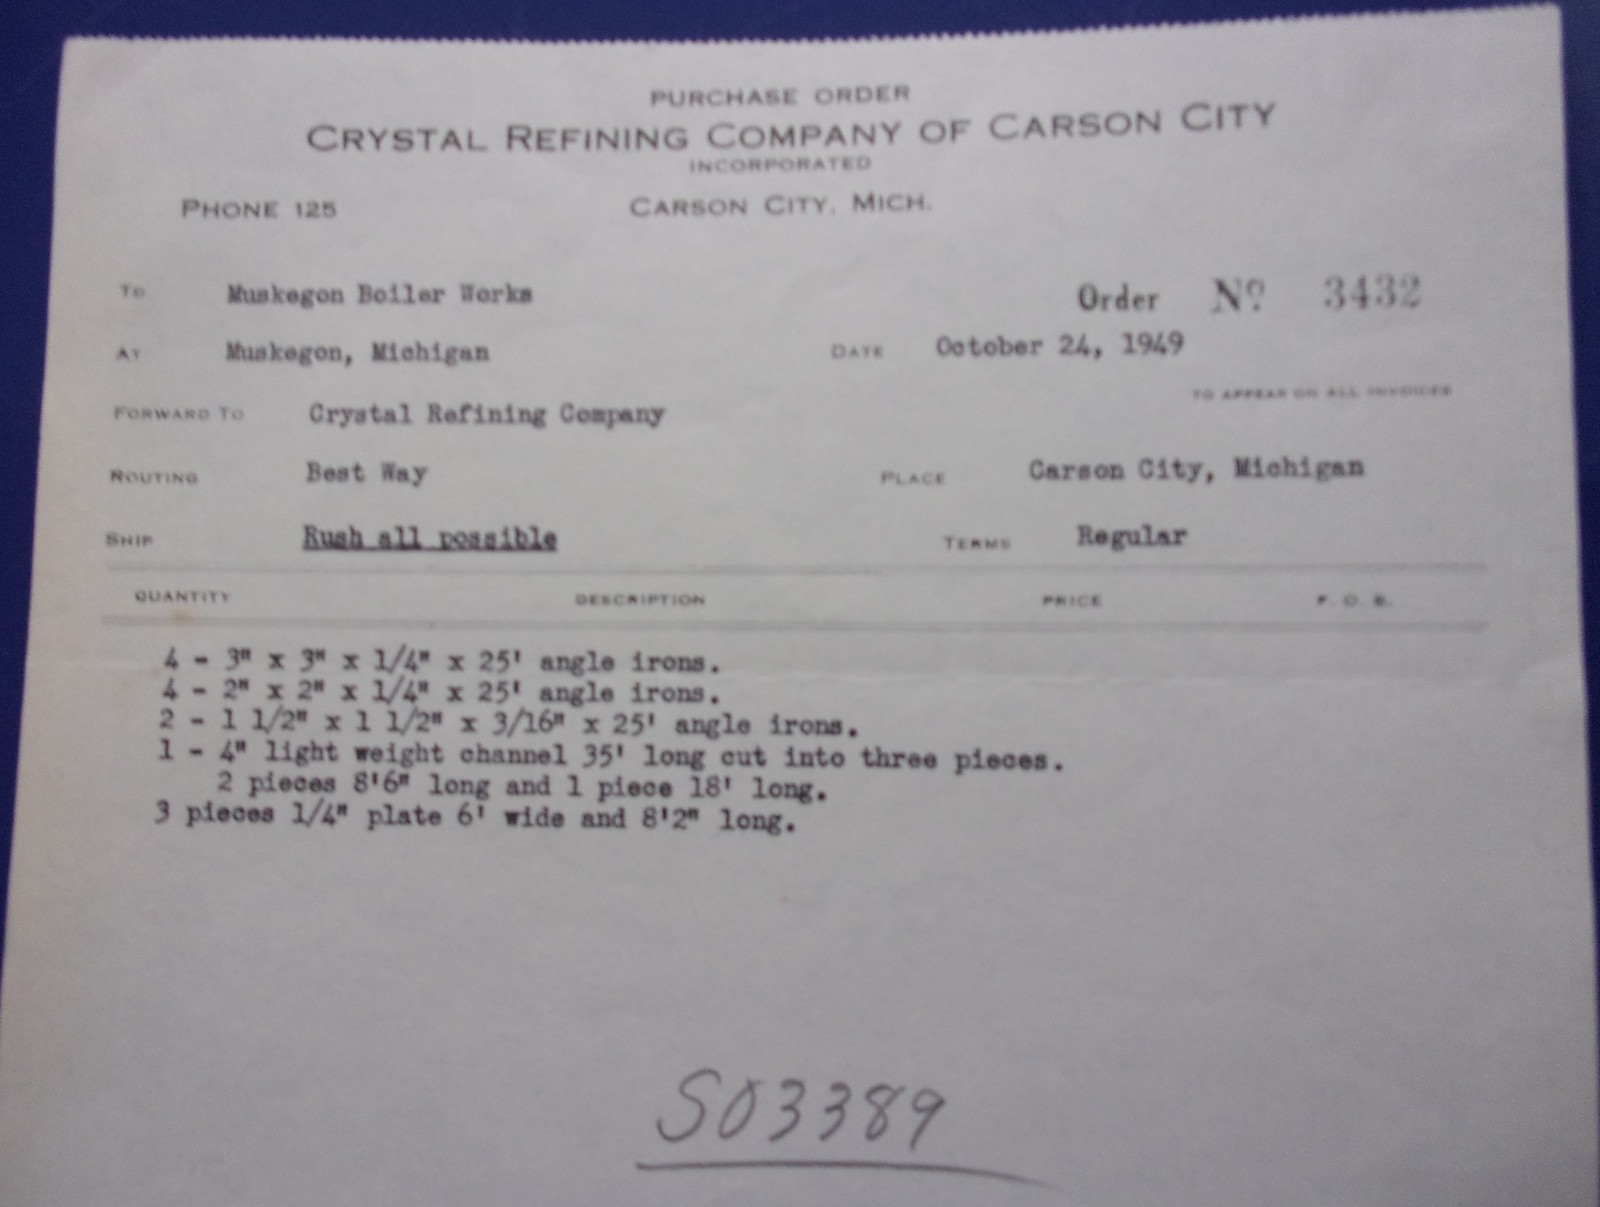 PURCHASE ORDER
CRYSTAL REFINING COMPANY OF CARSON CITY
INCORPORATED
PHONE 125 CARSON CITY, MICH.
TO Muskegon Boiler Works Order Nº 3432
AT Muskegon, Michigan DATE October 24, 1949
TO APPEAR ON ALL INVOICES
FORWARD TO Crystal Refining Company
ROUTING Best Way PLACE Carson City, Michigan
SHIP Rush all possible TERMS Regular
QUANTITY DESCRIPTION PRICE F. O. B.
4 - 3" x 3" x 1/4" x 25' angle irons.
4 - 2" x 2" x 1/4" x 25' angle irons.
2 - 1 1/2" x 1 1/2" x 3/16" x 25' angle irons.
1 - 4" light weight channel 35' long cut into three pieces.
2 pieces 8'6" long and 1 piece 18' long.
3 pieces 1/4" plate 6' wide and 8'2" long.
SO3389